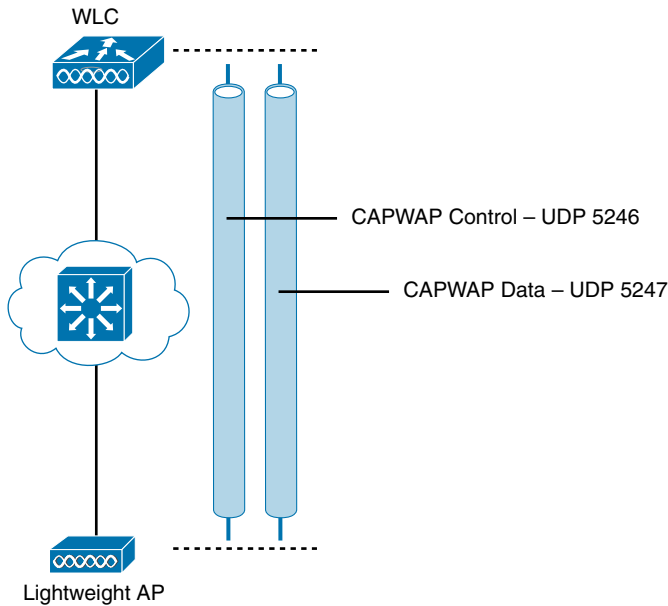 WLC
CAPWAP Control – UDP 5246
CAPWAP Data – UDP 5247
Lightweight AP